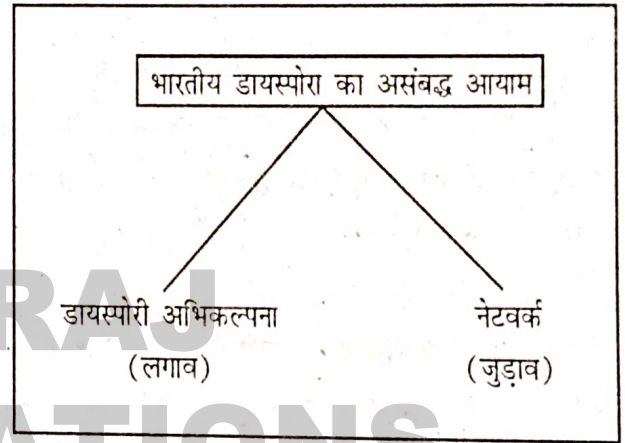 भारतीय डायस्पोरा का असंबद्ध आयाम
डायस्पोरी अभिकल्पना
नेटवर्क
(लगाव)
(जुड़ाव)
RAJ
ATIONS